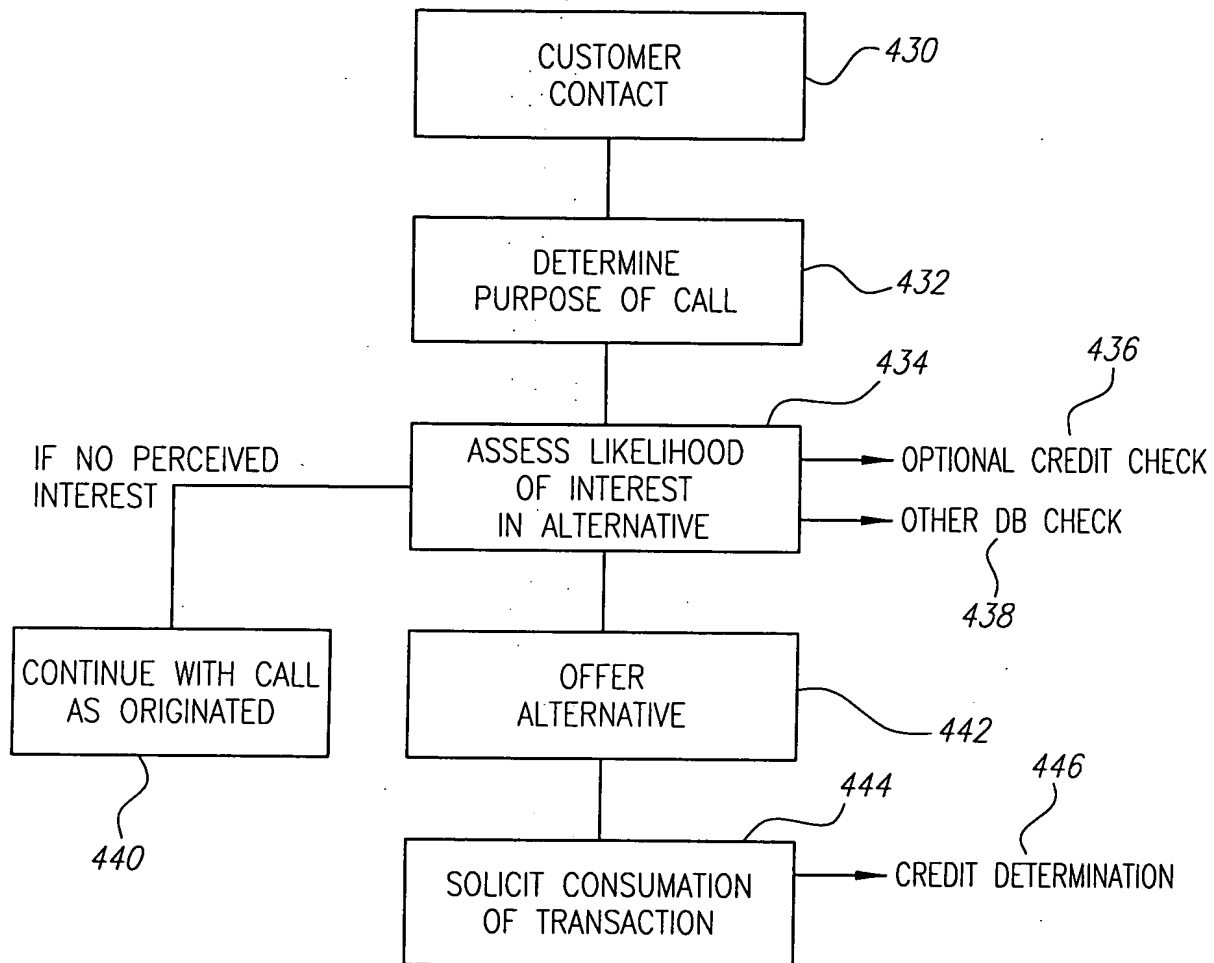 CUSTOMER
CONTACT
430
DETERMINE
PURPOSE OF CALL
432
434
436
IF NO PERCEIVED
INTEREST
ASSESS LIKELIHOOD
OF INTEREST
IN ALTERNATIVE
OPTIONAL CREDIT CHECK
OTHER DB CHECK
438
CONTINUE WITH CALL
AS ORIGINATED
440
OFFER
ALTERNATIVE
442
444
446
SOLICIT CONSUMATION
OF TRANSACTION
CREDIT DETERMINATION